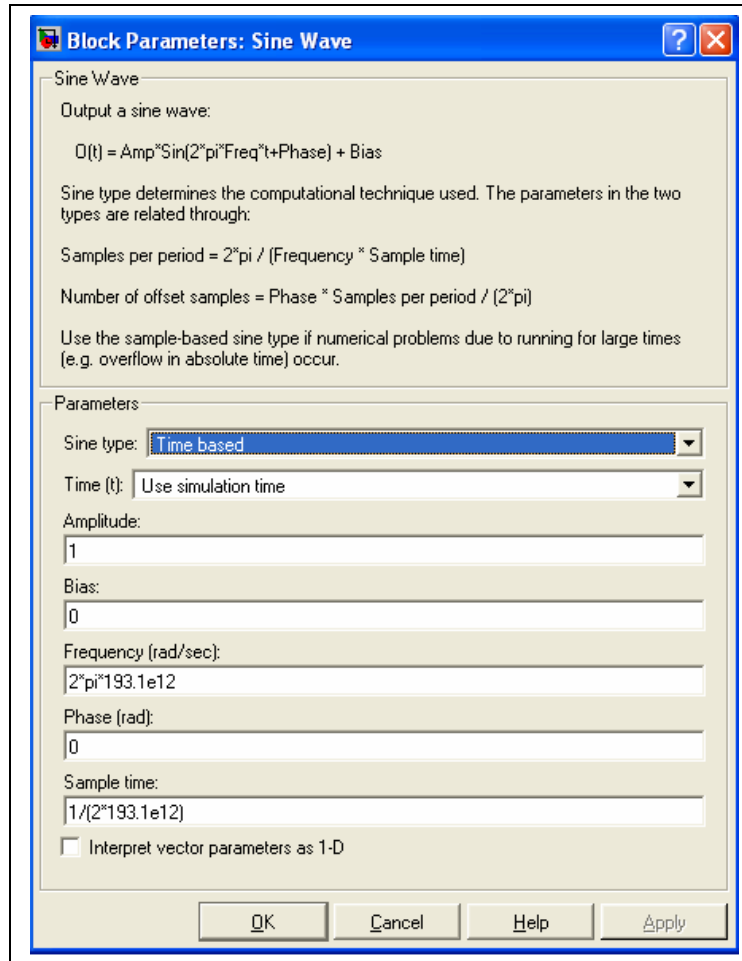 Block Parameters: Sine Wave
Sine Wave
Output a sine wave:
O(t) = Amp*Sin(2*pi*Freq*t+Phase) + Bias
Sine type determines the computational technique used. The parameters in the two
types are related through:
Samples per period = 2*pi / (Frequency * Sample time)
Number of offset samples = Phase * Samples per period / (2*pi)
Use the sample-based sine type if numerical problems due to running for large times
(e.g. overflow in absolute time) occur.
Parameters
Sine type: Time based
Time (t): Use simulation time
Amplitude:
1
Bias:
0
Frequency (rad/sec):
2*pi*193.1e12
Phase (rad):
0
Sample time:
1/(2*193.1e12)
Interpret vector parameters as 1-D
OK Cancel Help Apply